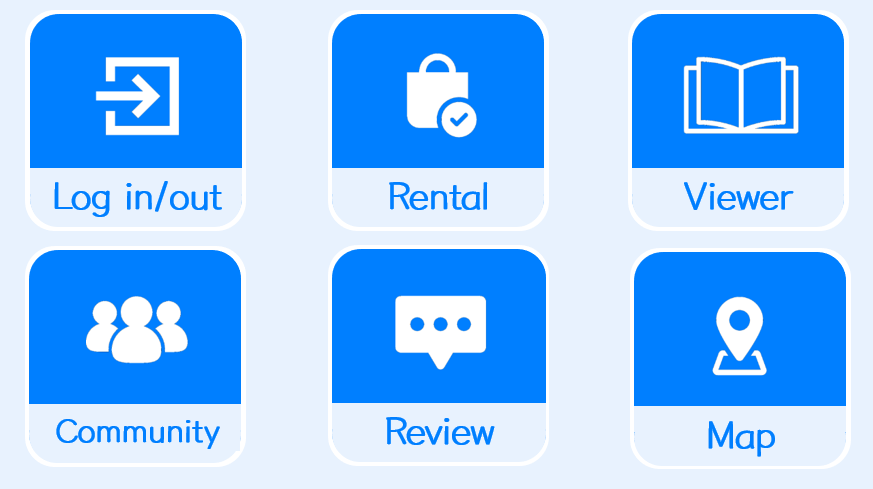 Log in/out
Rental
Viewer
Community
Review
Map